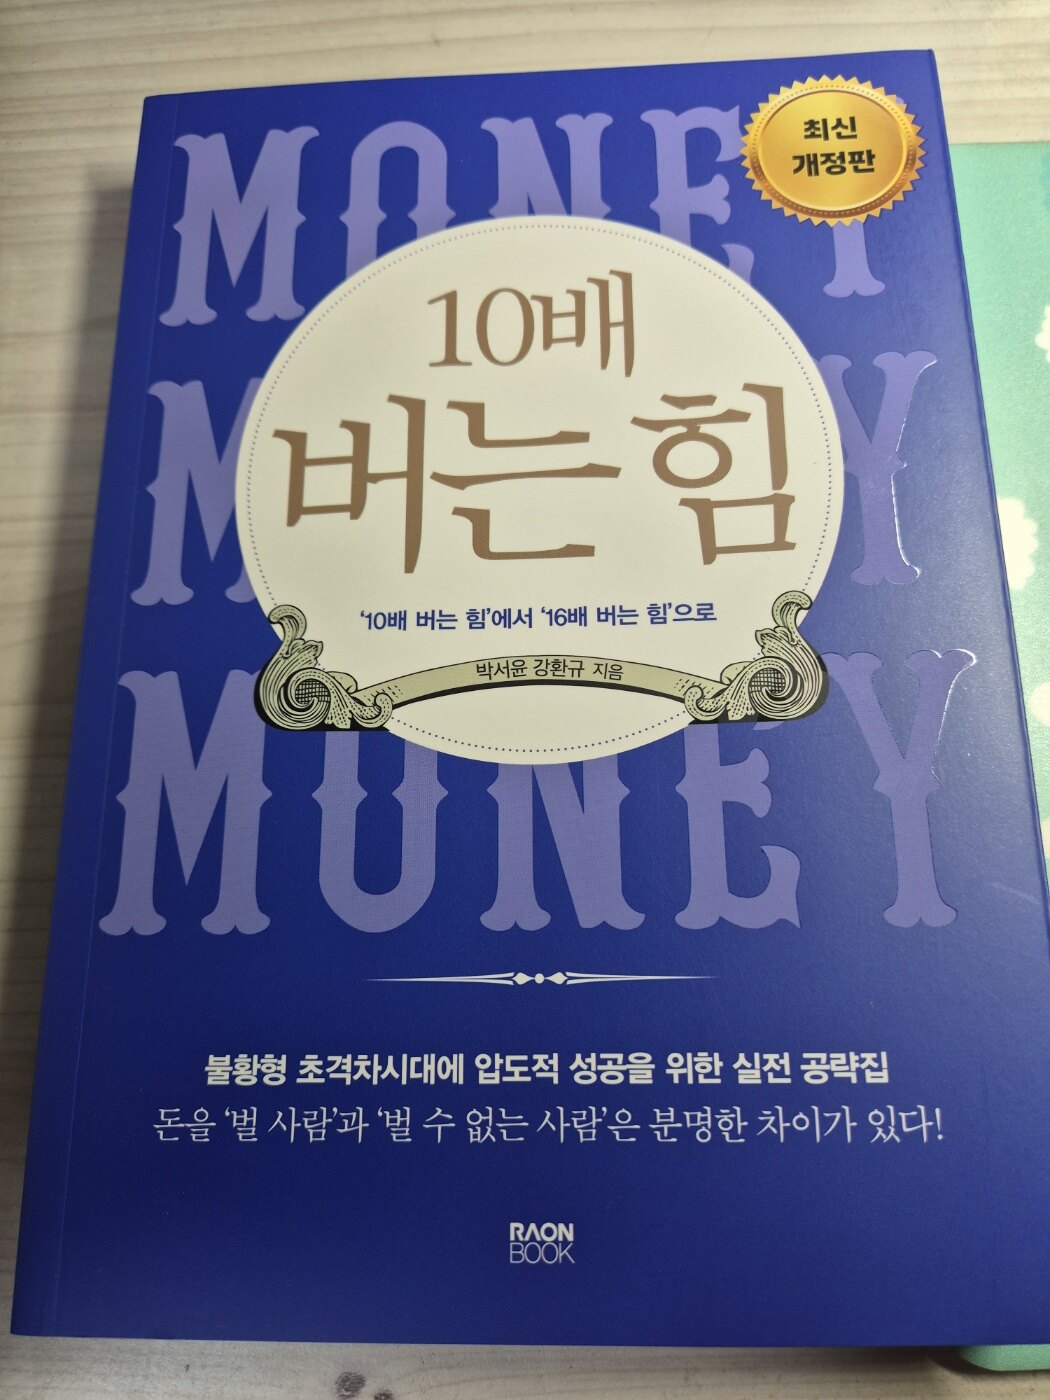 MONEY
최신
개정판
10배
버는 힘
'10배 버는 힘'에서 '16배 버는 힘'으로
박서윤 강환규 지음
MONEY
불황형 초격차시대에 압도적 성공을 위한 실전 공략집
돈을 '벌 사람'과 '벌 수 없는 사람'은 분명한 차이가 있다!
RAON
BOOK